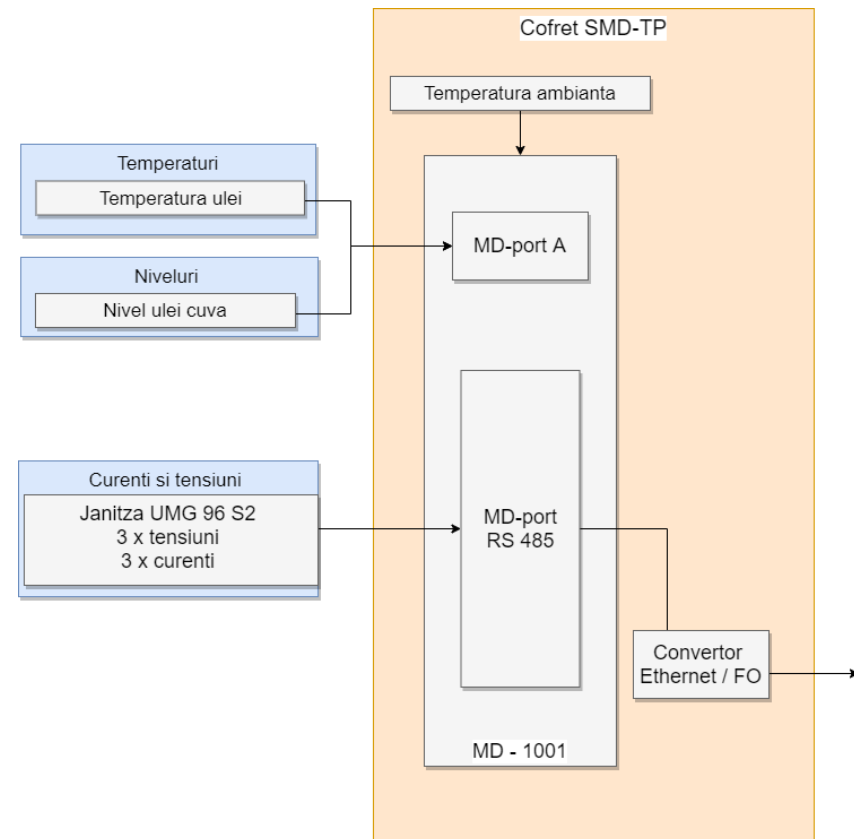 Cofret SMD-TP
Temperatura ambianta
Temperaturi
Temperatura ulei
MD-port A
Niveluri
Nivel ulei cuva
Curenti si tensiuni
Janitza UMG 96 S2
3 x tensiuni
3 x curenti
MD-port
RS 485
Convertor
Ethernet / FO
MD - 1001